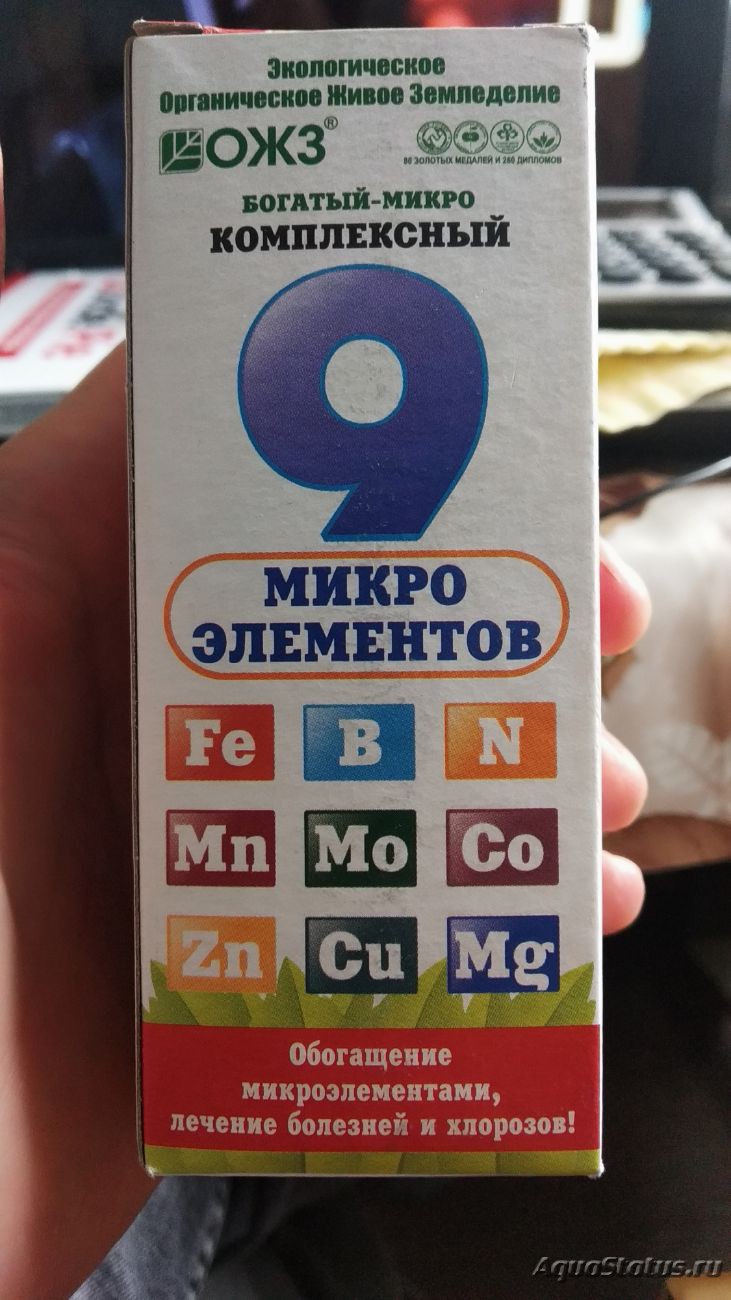 Экологическое
Органическое Живое Земледелие
ОЖЗ®
80 ЗОЛОТЫХ МЕДАЛЕЙ И 280 ДИПЛОМОВ
БОГАТЫЙ-МИКРО
КОМПЛЕКСНЫЙ
9
МИКРО
ЭЛЕМЕНТОВ
Fe B N
Mn Mo Co
Zn Cu Mg
Обогащение
микроэлементами,
лечение болезней и хлорозов!
AquaStatus.ru